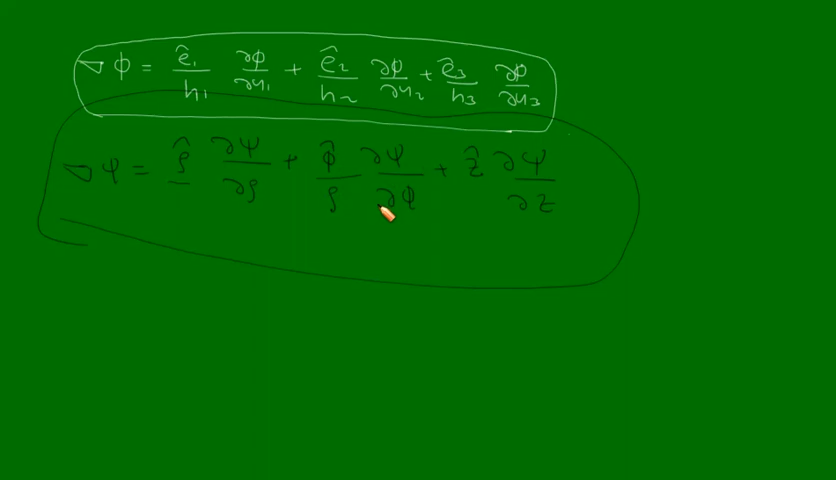 ∇ϕ = ê₁/h₁ ∂ϕ/∂u₁ + ê₂/h₂ ∂ϕ/∂u₂ + ê₃/h₃ ∂ϕ/∂u₃
∇ψ = ρ̂ ∂ψ/∂ρ + ϕ̂/ρ ∂ψ/∂ϕ + ẑ ∂ψ/∂z